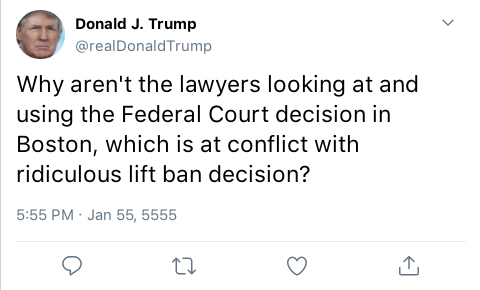 Donald J. Trump
@realDonaldTrump
Why aren't the lawyers looking at and
using the Federal Court decision in
Boston, which is at conflict with
ridiculous lift ban decision?
5:55 PM · Jan 55, 5555